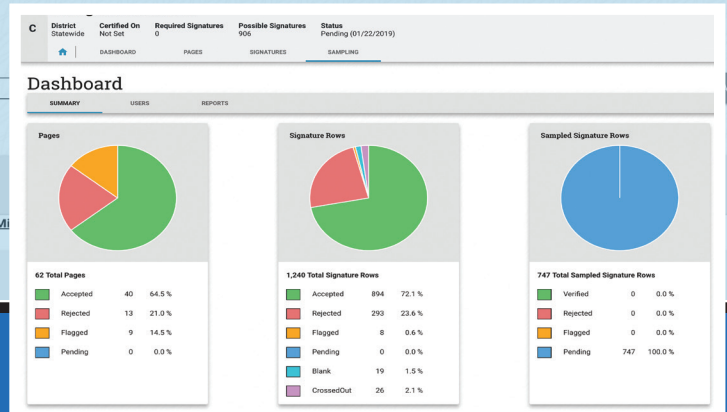 C
District Certified On Required Signatures Possible Signatures Status
Statewide Not Set 0 906 Pending (01/22/2019)
DASHBOARD PAGES SIGNATURES SAMPLING
Dashboard
SUMMARY USERS REPORTS
Pages
62 Total Pages
Accepted 40 64.5 %
Rejected 13 21.0 %
Flagged 9 14.5 %
Pending 0 0.0 %
Signature Rows
1,240 Total Signature Rows
Accepted 894 72.1 %
Rejected 293 23.6 %
Flagged 8 0.6 %
Pending 0 0.0 %
Blank 19 1.5 %
CrossedOut 26 2.1 %
Sampled Signature Rows
747 Total Sampled Signature Rows
Verified 0 0.0 %
Rejected 0 0.0 %
Flagged 0 0.0 %
Pending 747 100.0 %
Mi